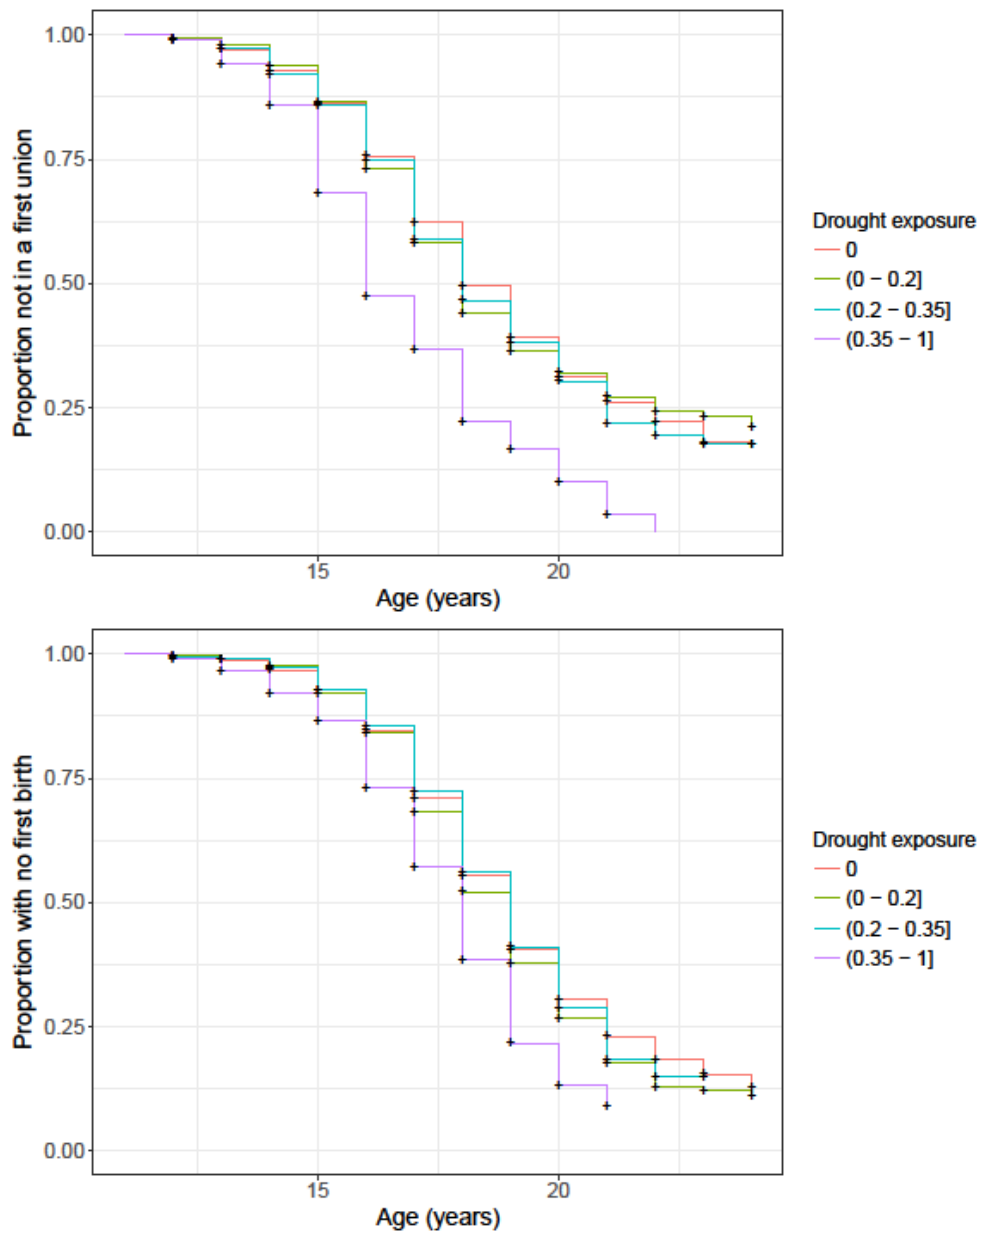 1.00
0.75
0.50
0.25
0.00
Proportion not in a first union
15 20
Age (years)
Drought exposure
0
(0 − 0.2]
(0.2 − 0.35]
(0.35 − 1]
1.00
0.75
0.50
0.25
0.00
Proportion with no first birth
15 20
Age (years)
Drought exposure
0
(0 − 0.2]
(0.2 − 0.35]
(0.35 − 1]